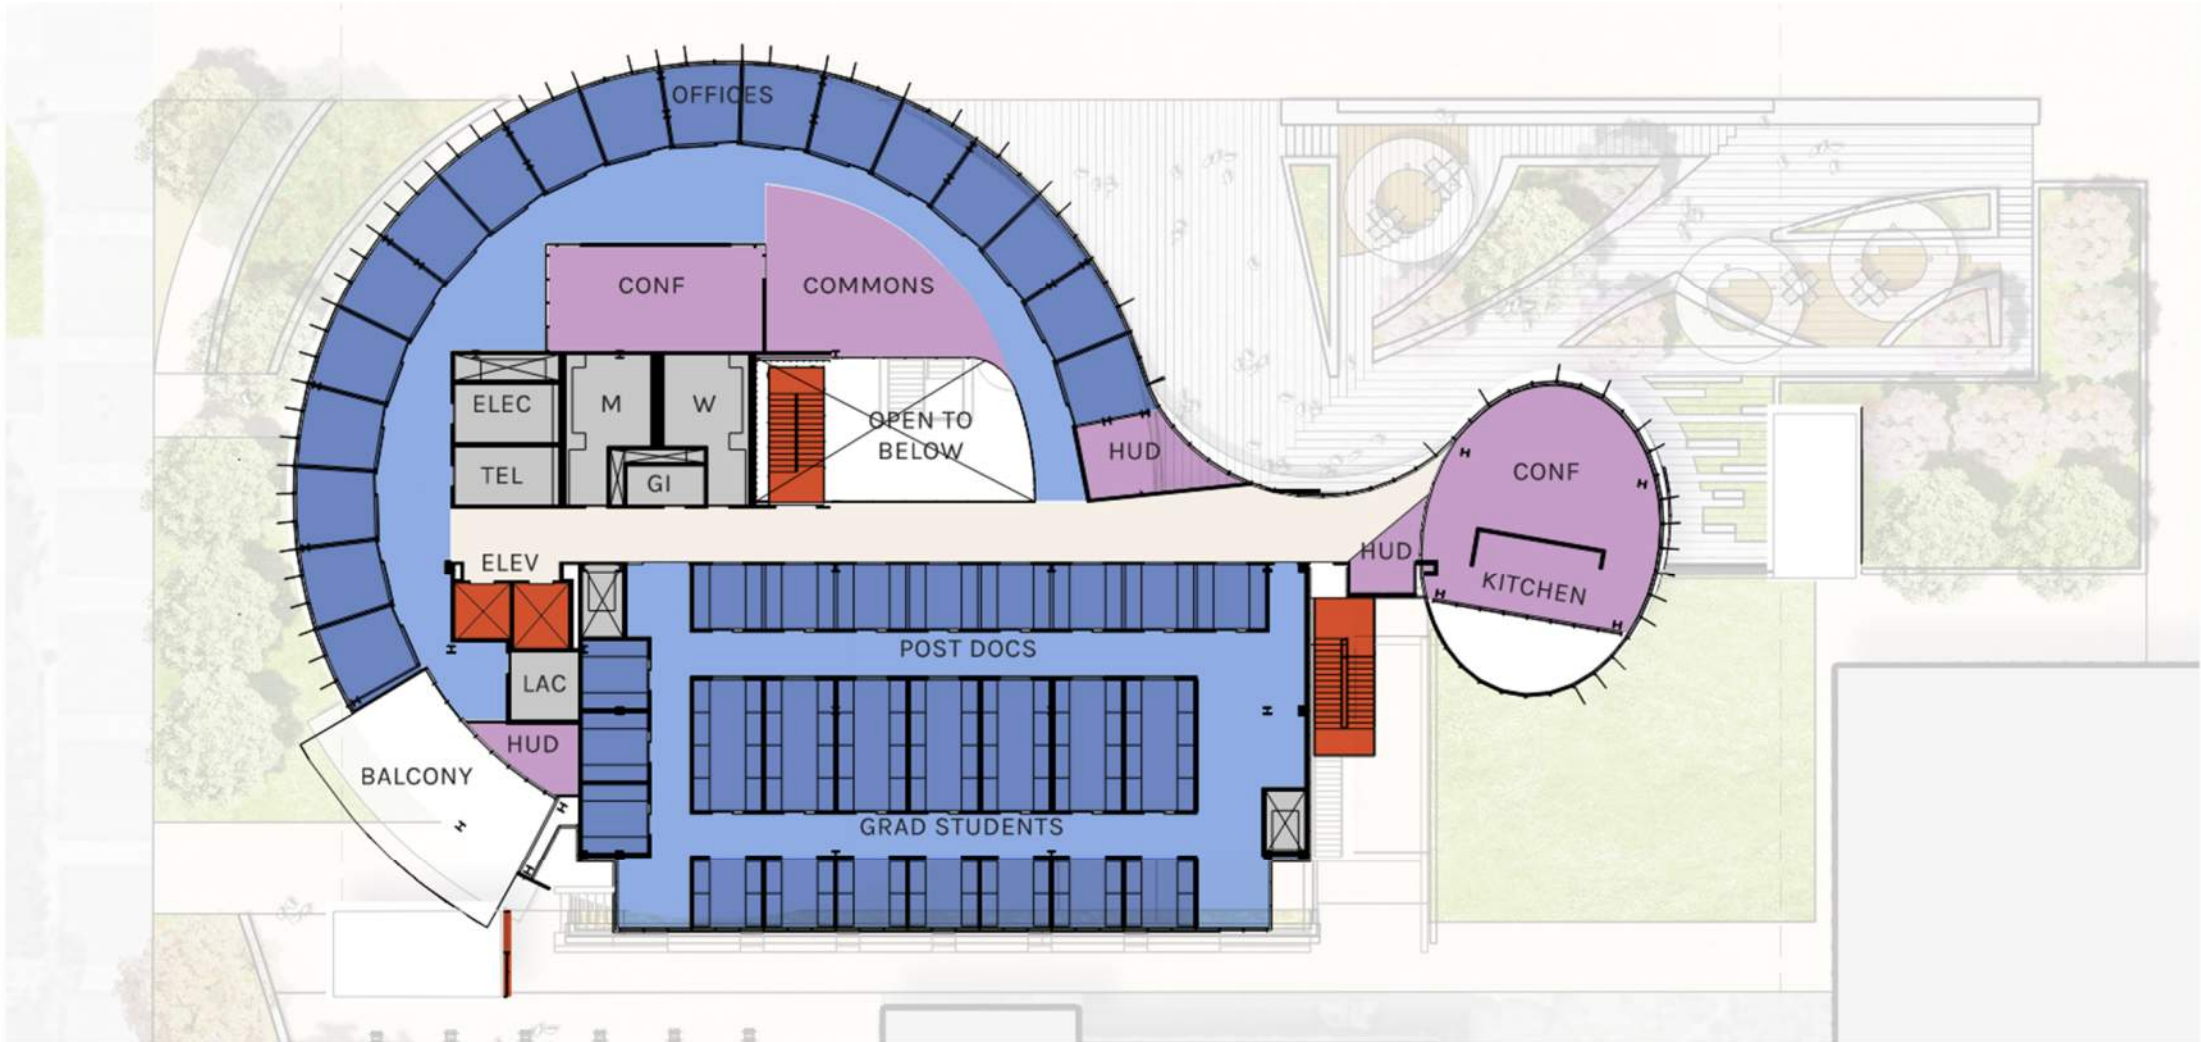 OFFICES
CONF
COMMONS
ELEC
M
W
OPEN TO
BELOW
HUD
TEL
GI
CONF
ELEV
HUD
KITCHEN
POST DOCS
LAC
HUD
BALCONY
GRAD STUDENTS